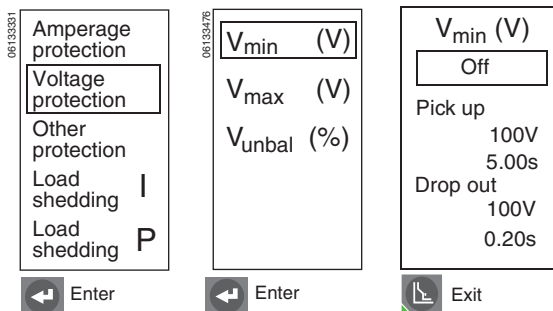 06133331
Amperage
protection
Voltage
protection
Other
protection
Load
shedding I
Load
shedding P
Enter
06133476
Vmin (V)
Vmax (V)
Vunbal (%)
Enter
Vmin (V)
Off
Pick up
100V
5.00s
Drop out
100V
0.20s
Exit